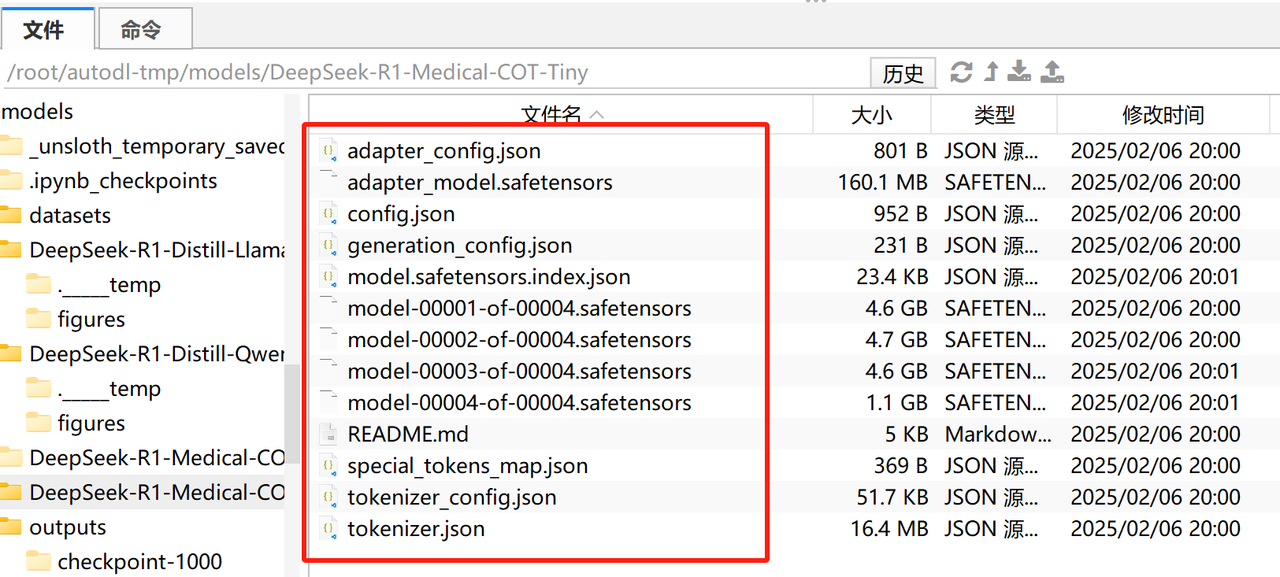 文件 命令
/root/autodl-tmp/models/DeepSeek-R1-Medical-COT-Tiny 历史
models
_unsloth_temporary_saved
.ipynb_checkpoints
datasets
DeepSeek-R1-Distill-Llama
.____temp
figures
DeepSeek-R1-Distill-Qwen
.____temp
figures
DeepSeek-R1-Medical-CO
DeepSeek-R1-Medical-CO
outputs
checkpoint-1000
文件名 大小 类型 修改时间
adapter_config.json 801 B JSON 源... 2025/02/06 20:00
adapter_model.safetensors 160.1 MB SAFETEN... 2025/02/06 20:00
config.json 952 B JSON 源... 2025/02/06 20:00
generation_config.json 231 B JSON 源... 2025/02/06 20:00
model.safetensors.index.json 23.4 KB JSON 源... 2025/02/06 20:01
model-00001-of-00004.safetensors 4.6 GB SAFETEN... 2025/02/06 20:00
model-00002-of-00004.safetensors 4.7 GB SAFETEN... 2025/02/06 20:00
model-00003-of-00004.safetensors 4.6 GB SAFETEN... 2025/02/06 20:01
model-00004-of-00004.safetensors 1.1 GB SAFETEN... 2025/02/06 20:01
README.md 5 KB Markdow... 2025/02/06 20:00
special_tokens_map.json 369 B JSON 源... 2025/02/06 20:00
tokenizer_config.json 51.7 KB JSON 源... 2025/02/06 20:00
tokenizer.json 16.4 MB JSON 源... 2025/02/06 20:00